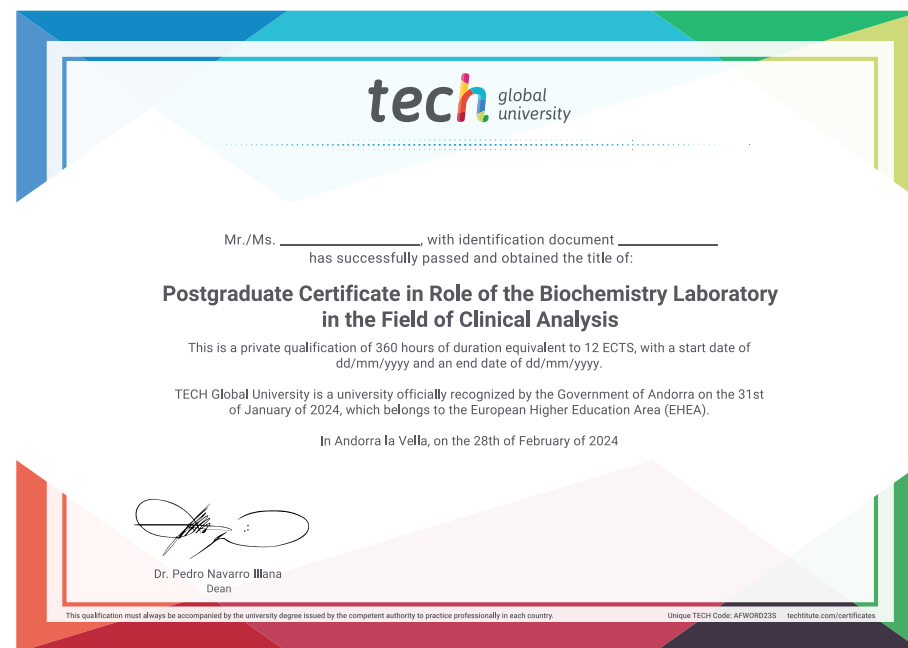 tech global
university
Mr./Ms. ____________, with identification document ____________
has successfully passed and obtained the title of:
Postgraduate Certificate in Role of the Biochemistry Laboratory
in the Field of Clinical Analysis
This is a private qualification of 360 hours of duration equivalent to 12 ECTS, with a start date of
dd/mm/yyyy and an end date of dd/mm/yyyy.
TECH Global University is a university officially recognized by the Government of Andorra on the 31st
of January of 2024, which belongs to the European Higher Education Area (EHEA).
In Andorra la Vella, on the 28th of February of 2024
Dr. Pedro Navarro Illana
Dean
This qualification must always be accompanied by the university degree issued by the competent authority to practice professionally in each country.
Unique TECH Code: AFWORD23S techtitute.com/certificates